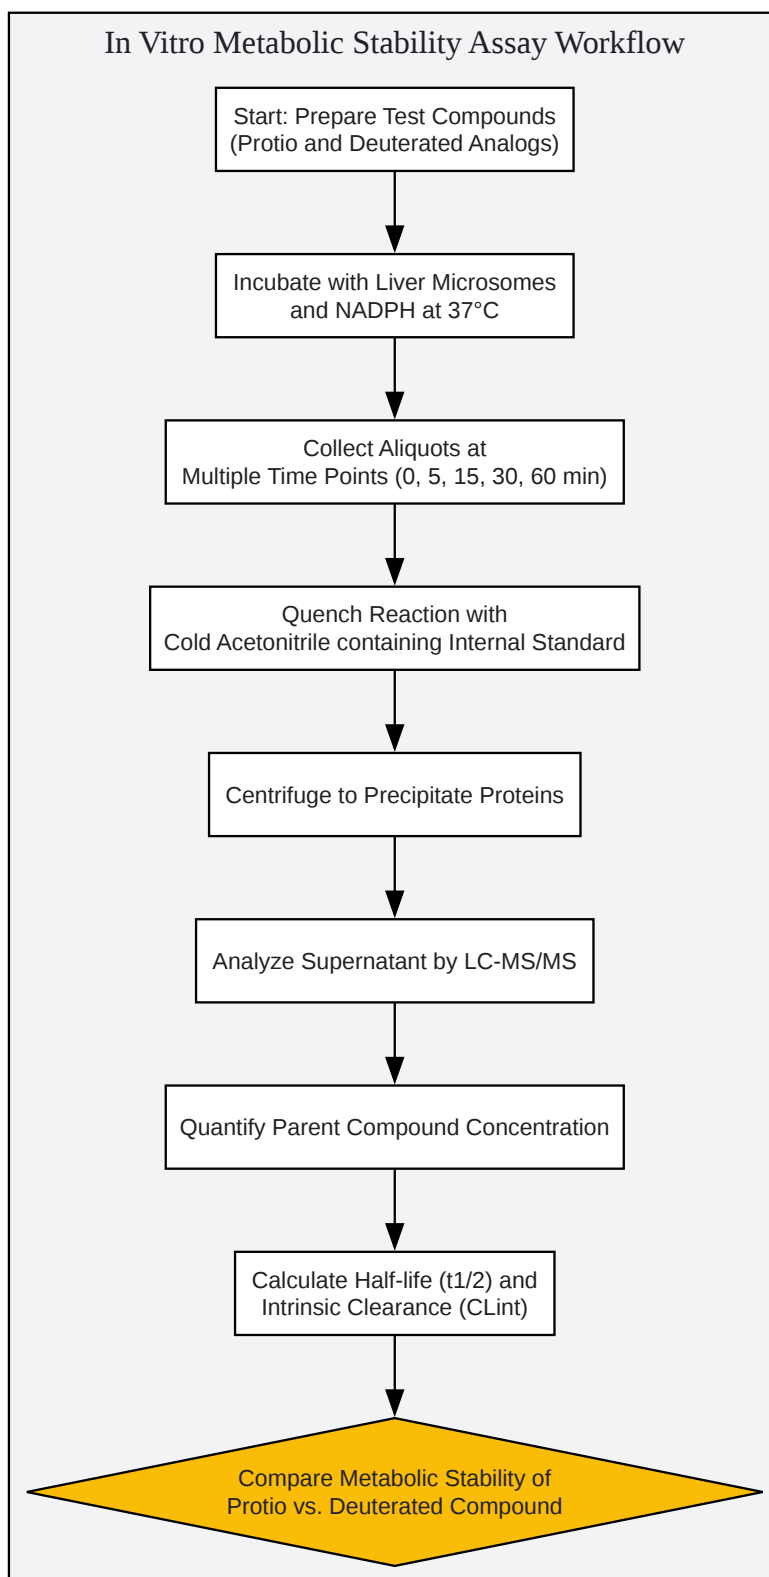 In Vitro Metabolic Stability Assay Workflow
Start: Prepare Test Compounds
(Protio and Deuterated Analogs)
Incubate with Liver Microsomes
and NADPH at 37°C
Collect Aliquots at
Multiple Time Points (0, 5, 15, 30, 60 min)
Quench Reaction with
Cold Acetonitrile containing Internal Standard
Centrifuge to Precipitate Proteins
Analyze Supernatant by LC-MS/MS
Quantify Parent Compound Concentration
Calculate Half-life (t1/2) and
Intrinsic Clearance (CLint)
Compare Metabolic Stability of
Protio vs. Deuterated Compound